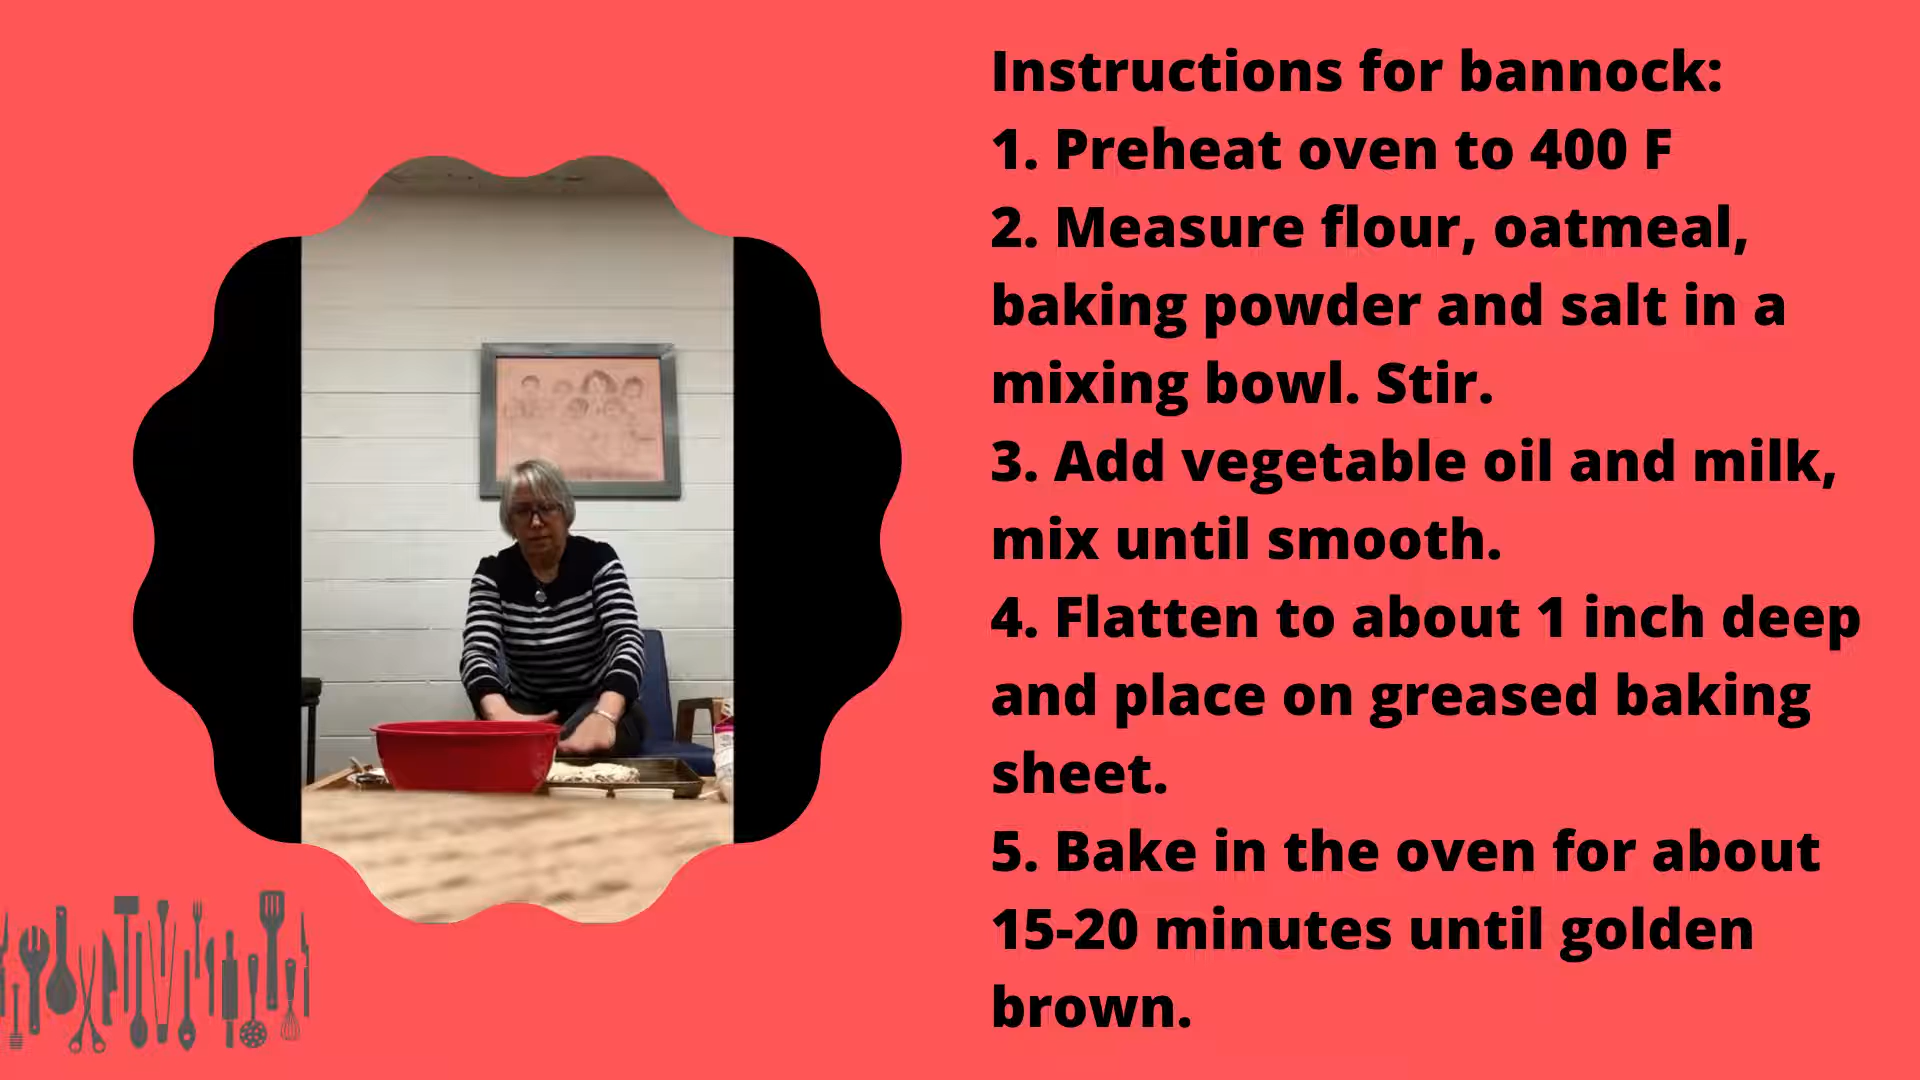 Instructions for bannock:
1. Preheat oven to 400 F
2. Measure flour, oatmeal,
baking powder and salt in a
mixing bowl. Stir.
3. Add vegetable oil and milk,
mix until smooth.
4. Flatten to about 1 inch deep
and place on greased baking
sheet.
5. Bake in the oven for about
15-20 minutes until golden
brown.